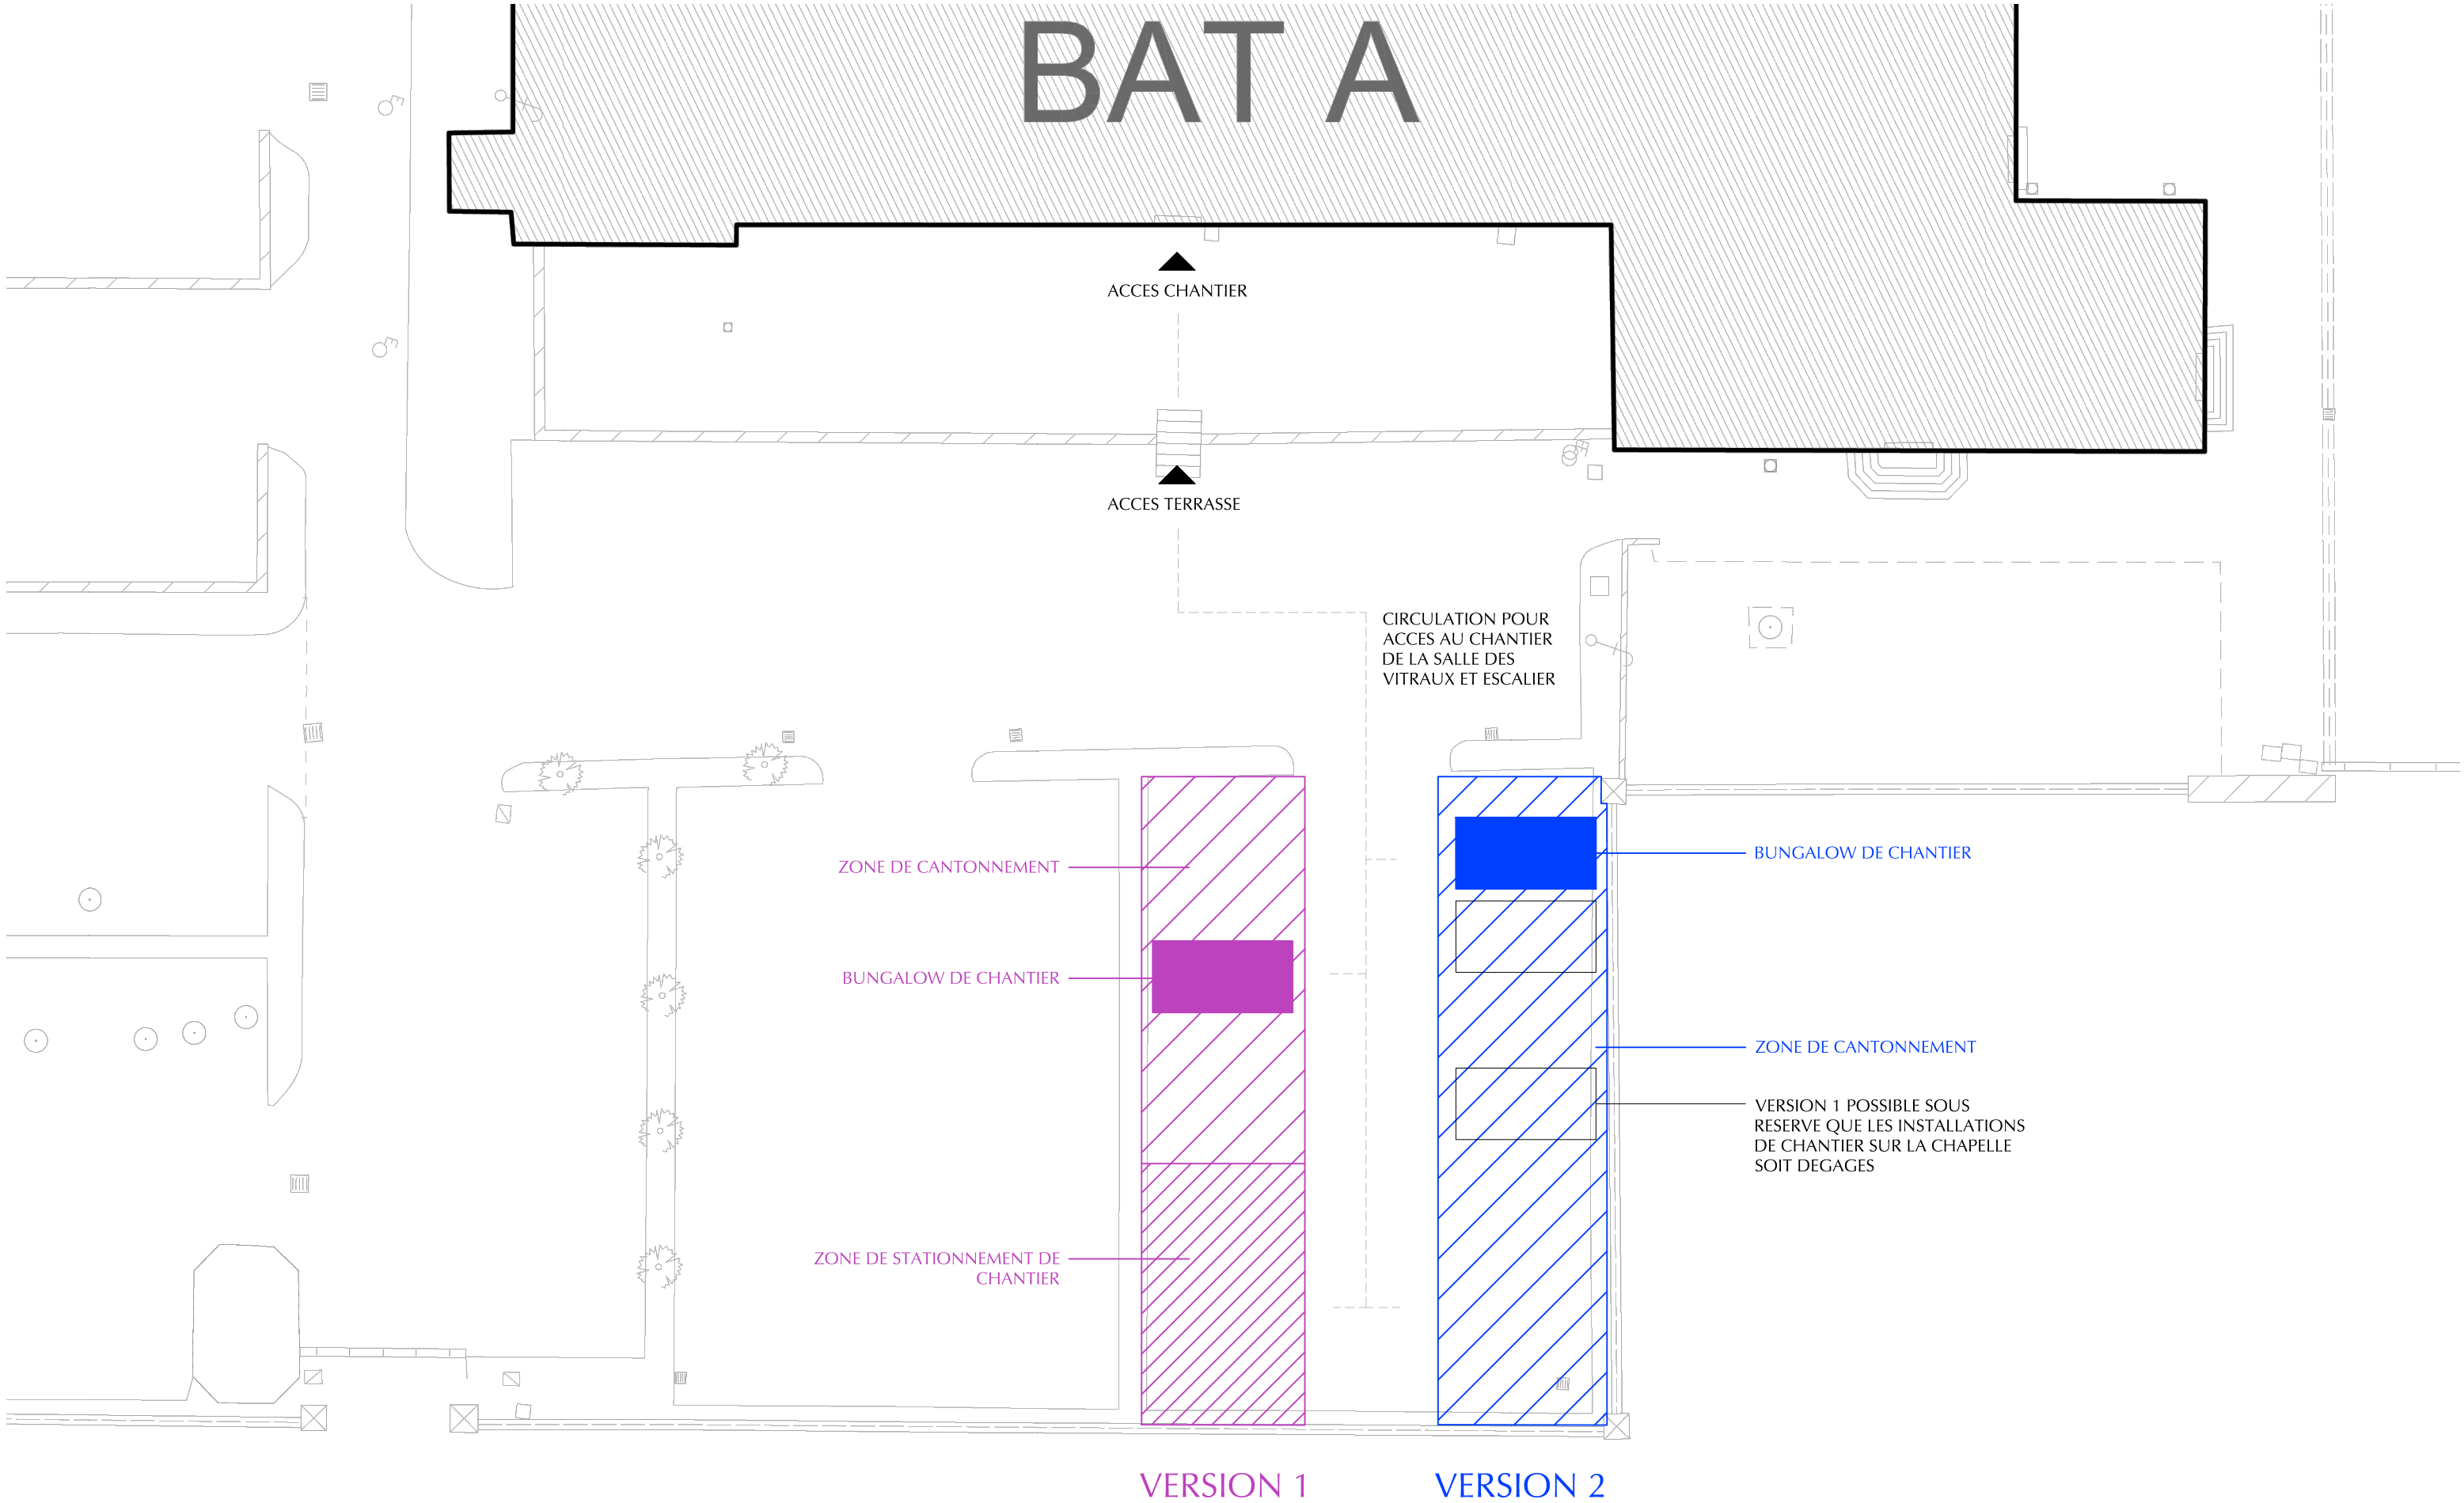 BAT A
ACCES CHANTIER
ACCES TERRASSE
CIRCULATION POUR
ACCES AU CHANTIER
DE LA SALLE DES
VITRAUX ET ESCALIER
ZONE DE CANTONNEMENT
BUNGALOW DE CHANTIER
ZONE DE STATIONNEMENT DE
CHANTIER
BUNGALOW DE CHANTIER
ZONE DE CANTONNEMENT
VERSION 1 POSSIBLE SOUS
RESERVE QUE LES INSTALLATIONS
DE CHANTIER SUR LA CHAPELLE
SOIT DEGAGES
VERSION 1
VERSION 2